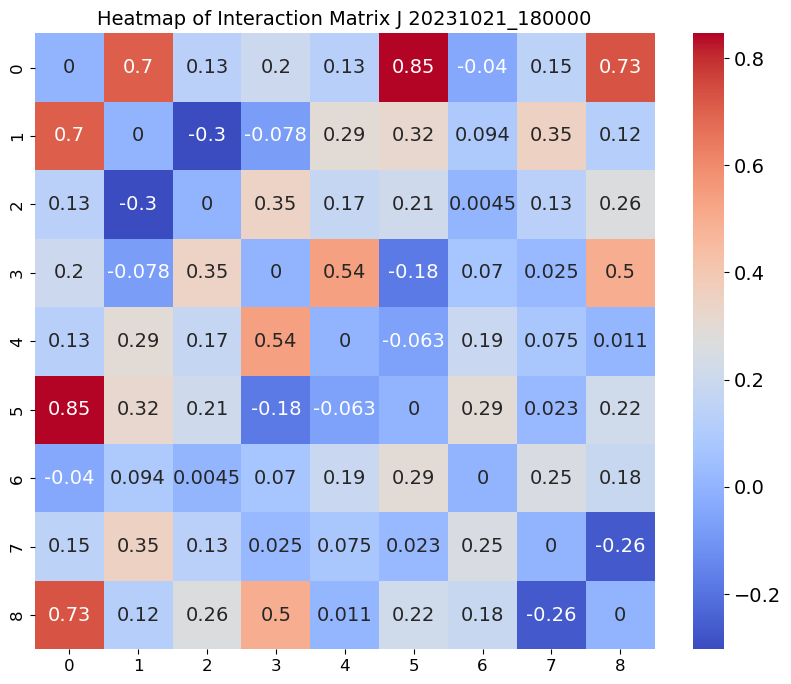 Heatmap of Interaction Matrix J 20231021_180000
0 0 0.7 0.13 0.2 0.13 0.85 -0.04 0.15 0.73
1 0.7 0 -0.3 -0.078 0.29 0.32 0.094 0.35 0.12
2 0.13 -0.3 0 0.35 0.17 0.21 0.0045 0.13 0.26
3 0.2 -0.078 0.35 0 0.54 -0.18 0.07 0.025 0.5
4 0.13 0.29 0.17 0.54 0 -0.063 0.19 0.075 0.011
5 0.85 0.32 0.21 -0.18 -0.063 0 0.29 0.023 0.22
6 -0.04 0.094 0.0045 0.07 0.19 0.29 0 0.25 0.18
7 0.15 0.35 0.13 0.025 0.075 0.023 0.25 0 -0.26
8 0.73 0.12 0.26 0.5 0.011 0.22 0.18 -0.26 0
0 1 2 3 4 5 6 7 8
0.8
0.6
0.4
0.2
0.0
-0.2